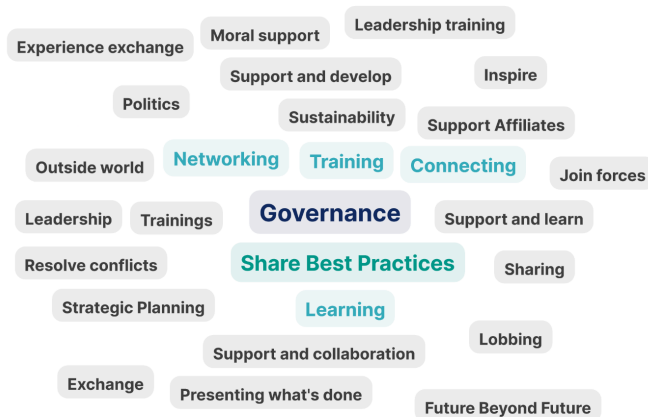 Leadership training
Moral support
Experience exchange
Support and develop
Inspire
Politics
Sustainability
Support Affiliates
Networking
Training
Connecting
Outside world
Join forces
Governance
Leadership
Trainings
Support and learn
Share Best Practices
Resolve conflicts
Sharing
Strategic Planning
Learning
Lobbing
Support and collaboration
Exchange
Presenting what's done
Future Beyond Future